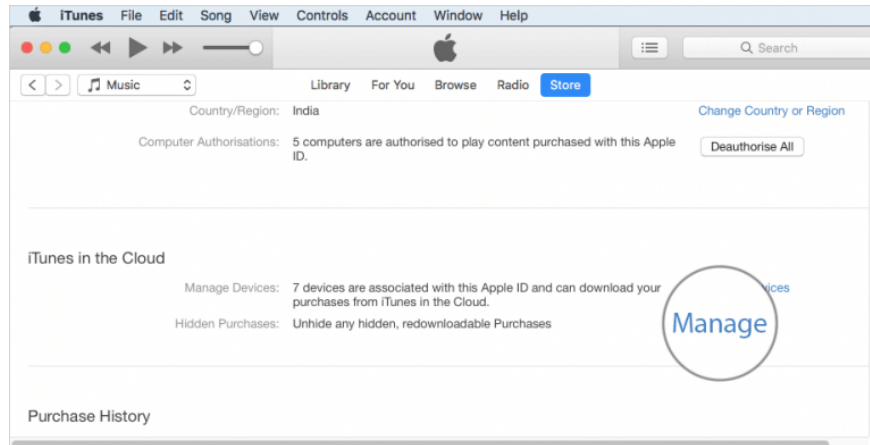 iTunes File Edit Song View Controls Account Window Help
Search
Music Library For You Browse Radio Store
Country/Region: India Change Country or Region
Computer Authorisations: 5 computers are authorised to play content purchased with this Apple
ID. Deauthorise All
iTunes in the Cloud
Manage Devices: 7 devices are associated with this Apple ID and can download your
purchases from iTunes in the Cloud.
Hidden Purchases: Unhide any hidden, redownloadable Purchases Manage
Purchase History